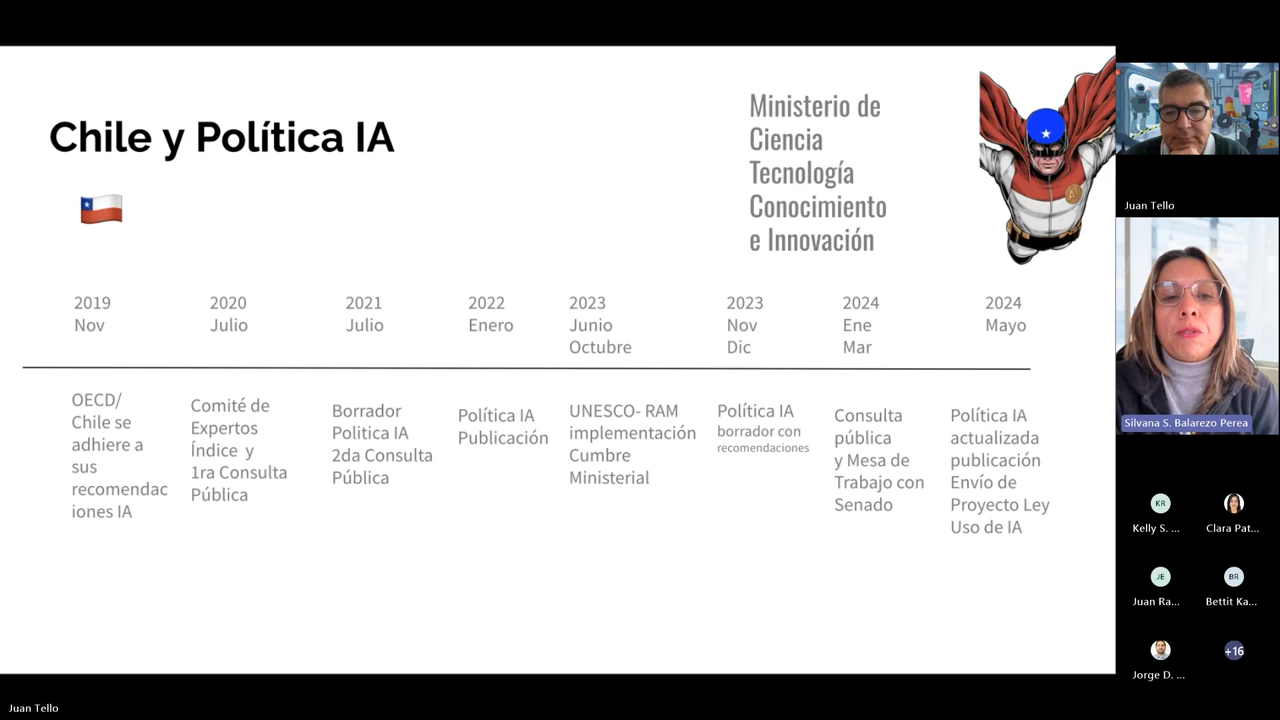 Chile y Política IA
Ministerio de
Ciencia
Tecnología
Conocimiento
e Innovación
2019
Nov
2020
Julio
2021
Julio
2022
Enero
2023
Junio
Octubre
2023
Nov
Dic
2024
Ene
Mar
2024
Mayo
OECD/
Chile se
adhiere a
sus
recomendac
iones IA
Comité de
Expertos
Índice y
1ra Consulta
Pública
Borrador
Politica IA
2da Consulta
Pública
Política IA
Publicación
UNESCO- RAM
implementación
Cumbre
Ministerial
Política IA
borrador con
recomendaciones
Consulta
pública
y Mesa de
Trabajo con
Senado
Política IA
actualizada
publicación
Envío de
Proyecto Ley
Uso de IA
Juan Tello
Silvana S. Balarezo Perea
KR
Kelly S. ...
Clara Pat...
JE
Juan Ra...
BR
Bettit Ka...
Jorge D. ...
+16
Juan Tello